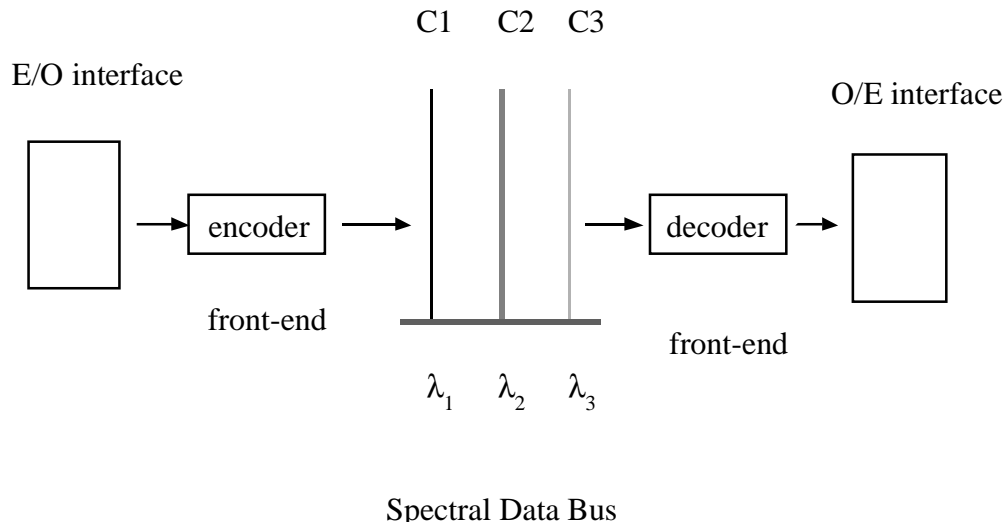 C1 C2 C3
E/O interface
O/E interface
encoder
decoder
front-end
front-end
λ1 λ2 λ3
Spectral Data Bus